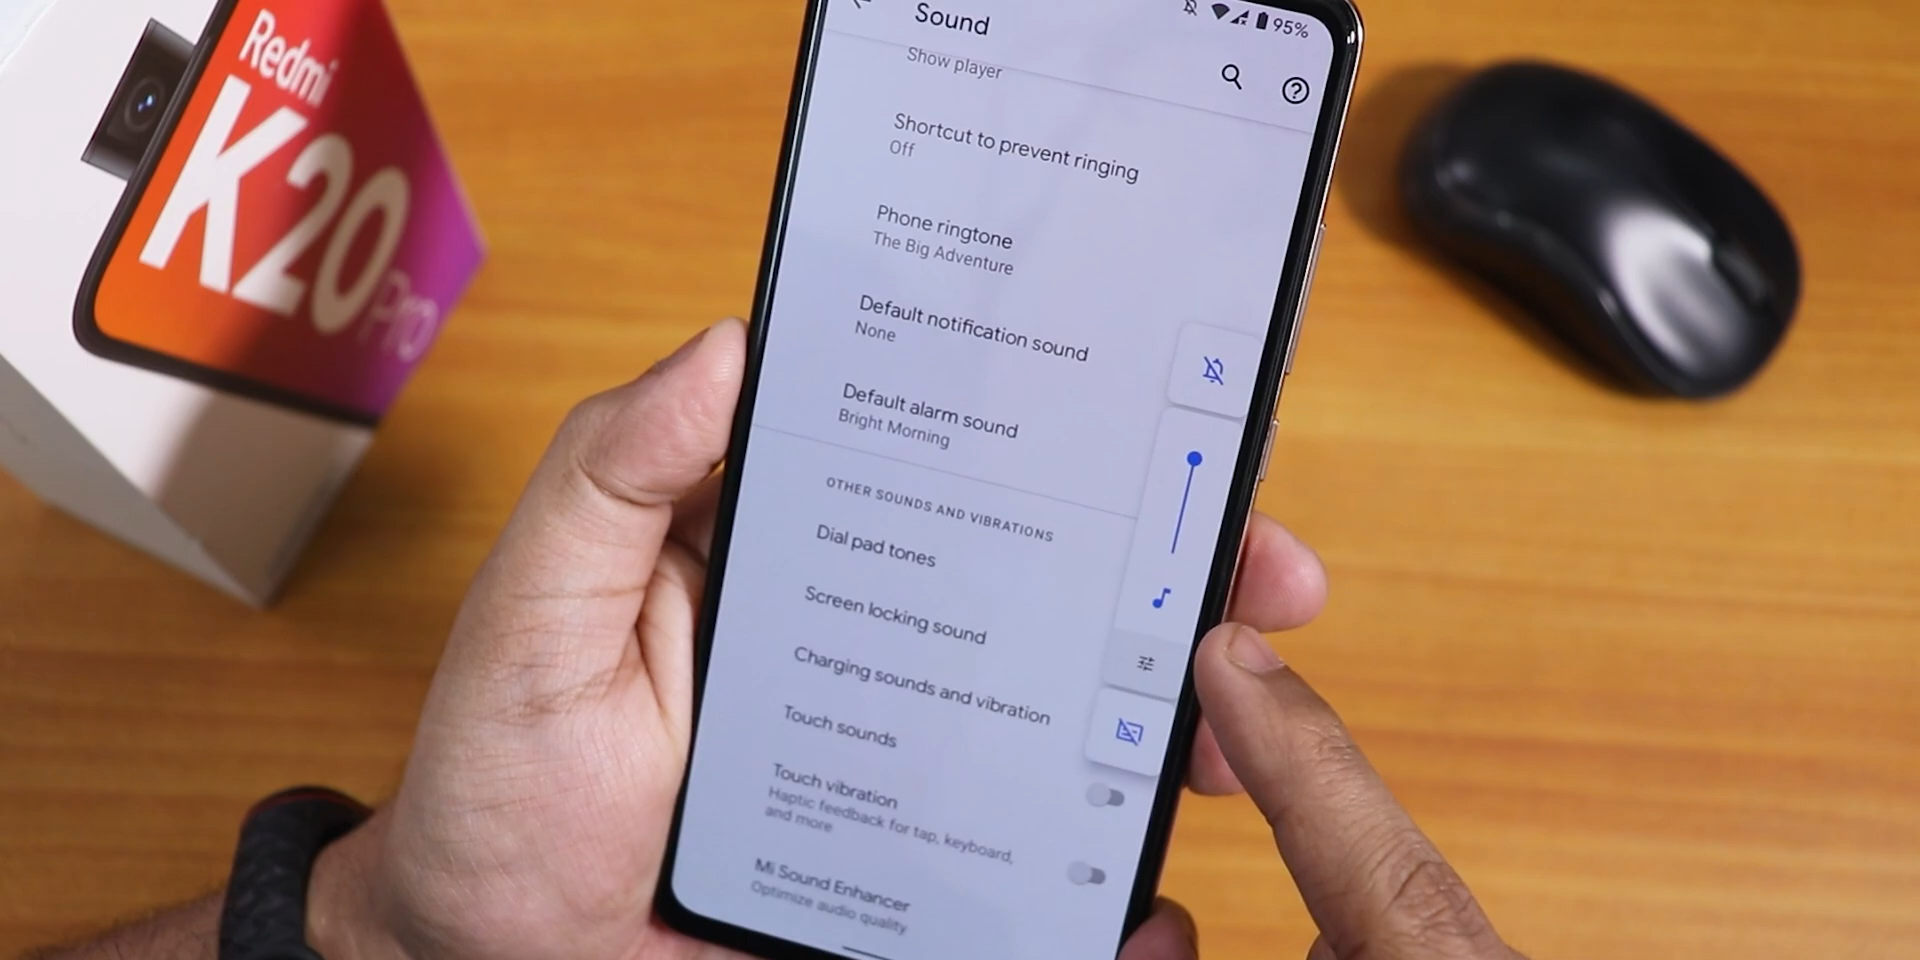 Redmi
K20
Pro
Sound
95%
Show player
Shortcut to prevent ringing
Off
Phone ringtone
The Big Adventure
Default notification sound
None
Default alarm sound
Bright Morning
OTHER SOUNDS AND VIBRATIONS
Dial pad tones
Screen locking sound
Charging sounds and vibration
Touch sounds
Touch vibration
Haptic feedback for tap, keyboard,
and more
Mi Sound Enhancer
Optimize audio quality